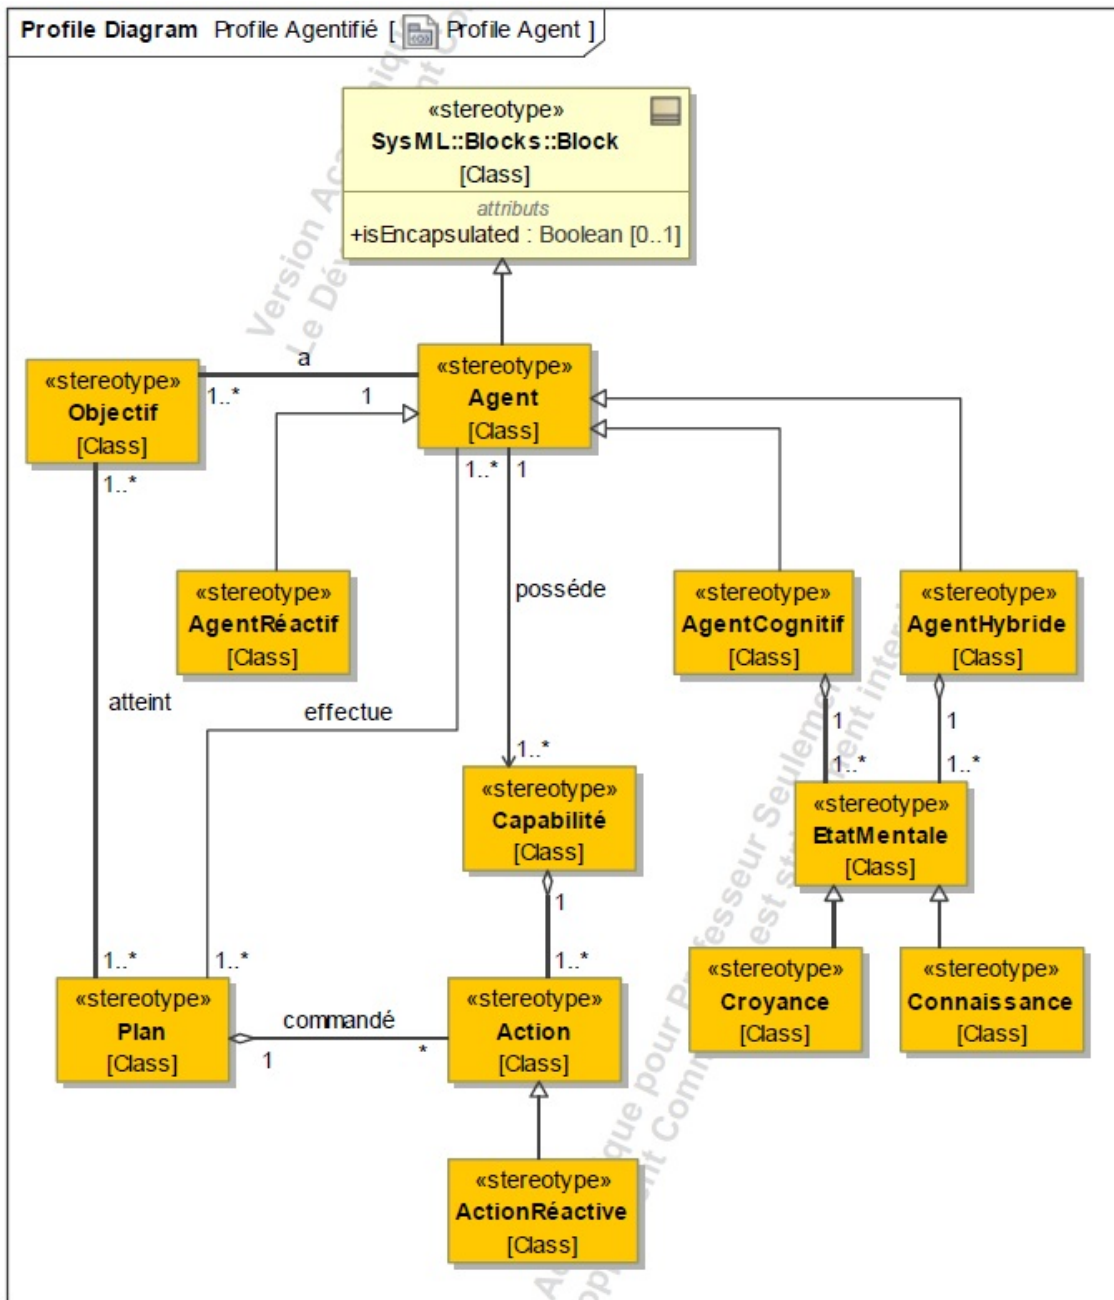 Profile Diagram Profile Agentifié [ Profile Agent ]
«stereotype»
SysML::Blocks::Block
[Class]
attributs
+isEncapsulated : Boolean [0..1]
«stereotype»
Objectif
[Class]
a
1..*
1
«stereotype»
Agent
[Class]
1..*
1..*
1
«stereotype»
AgentRéactif
[Class]
posséde
«stereotype»
AgentCognitif
[Class]
«stereotype»
AgentHybride
[Class]
atteint
effectue
1
1..*
1
1..*
1..*
«stereotype»
Capabilité
[Class]
«stereotype»
EtatMentale
[Class]
1
1..*
1..*
1..*
«stereotype»
Plan
[Class]
commandé
1
*
«stereotype»
Action
[Class]
«stereotype»
Croyance
[Class]
«stereotype»
Connaissance
[Class]
«stereotype»
ActionRéactive
[Class]